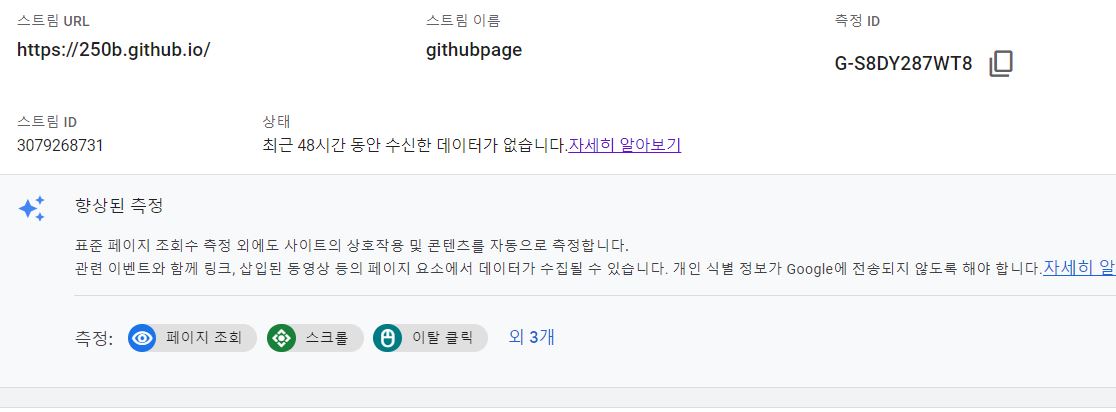 스트림 URL
https://250b.github.io/
스트림 이름
githubpage
측정 ID
G-S8DY287WT8
스트림 ID
3079268731
상태
최근 48시간 동안 수신한 데이터가 없습니다.자세히 알아보기
향상된 측정
표준 페이지 조회수 측정 외에도 사이트의 상호작용 및 콘텐츠를 자동으로 측정합니다.
관련 이벤트와 함께 링크, 삽입된 동영상 등의 페이지 요소에서 데이터가 수집될 수 있습니다. 개인 식별 정보가 Google에 전송되지 않도록 해야 합니다.자세히 알
측정: 페이지 조회 스크롤 이탈 클릭 외 3개